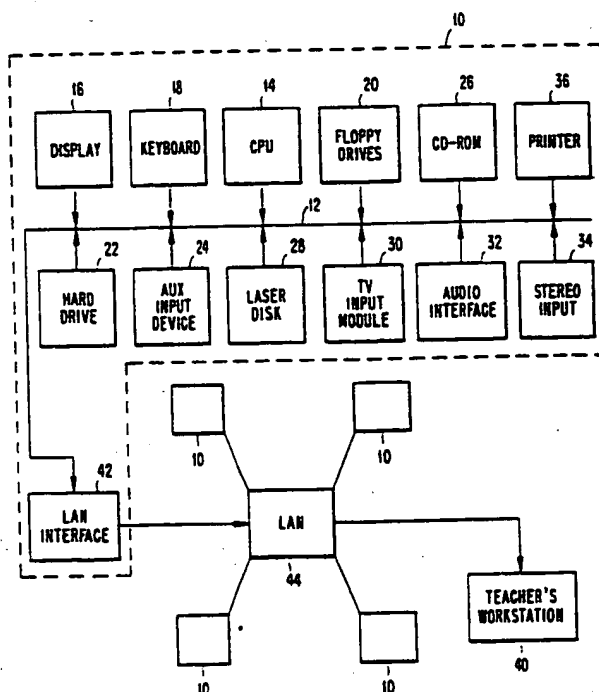 10
16 18 14 20 26 36
DISPLAY KEYBOARD CPU FLOPPY DRIVES CD-ROM PRINTER
12
22 24 28 30 32 34
HARD DRIVE AUX INPUT DEVICE LASER DISK TV INPUT MODULE AUDIO INTERFACE STEREO INPUT
10 10
42
LAN INTERFACE
LAN
44
TEACHER'S WORKSTATION
40
10 10